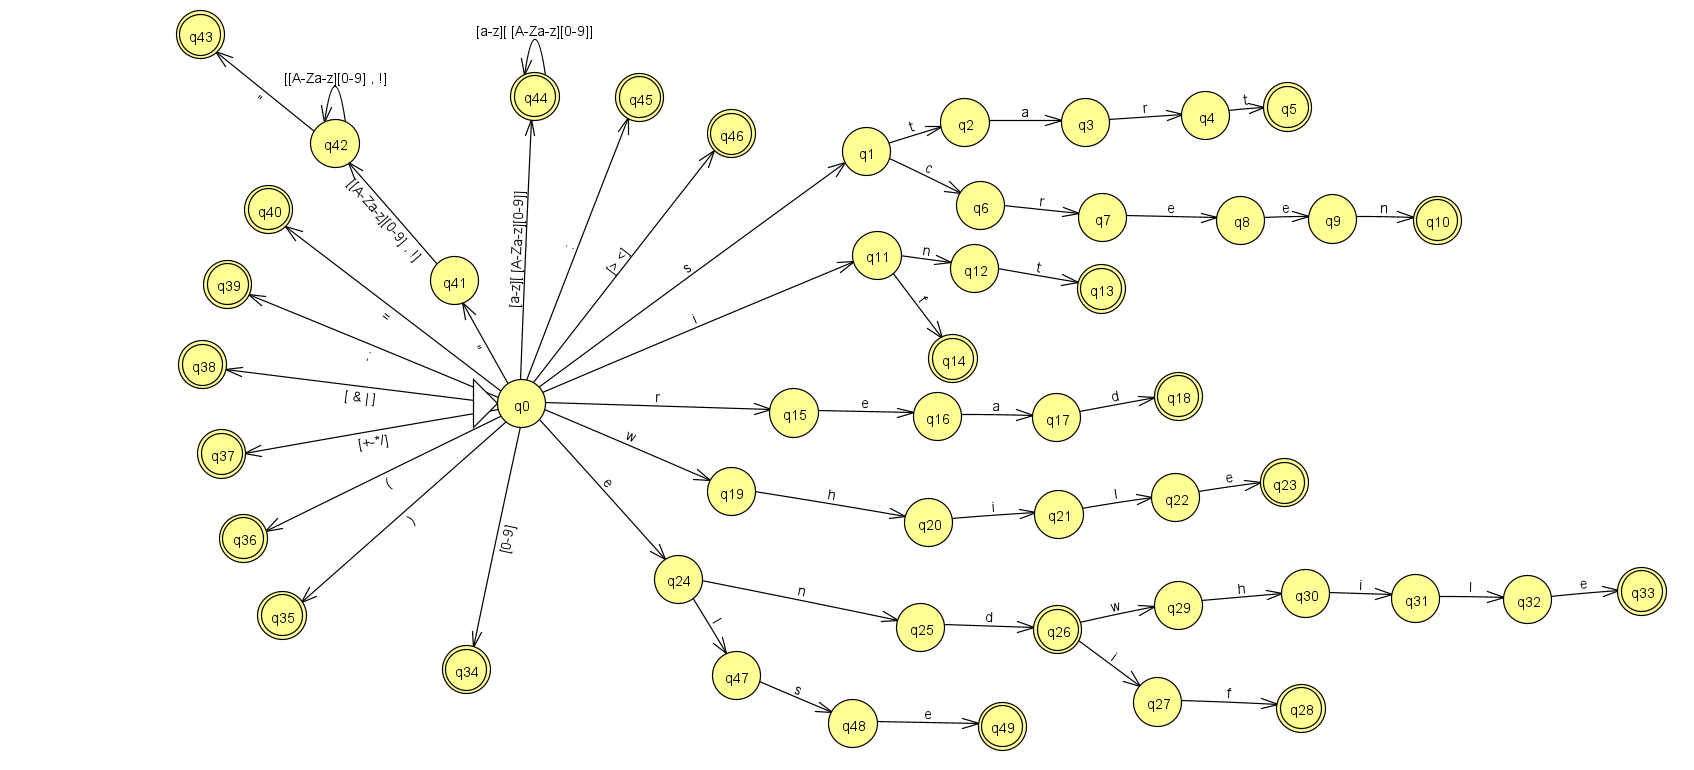 q43
"
[[A-Za-z][0-9] , !]
q42
[a-z][ [A-Za-z][0-9]]
q44
q45
q46
q1
t
q2
a
q3
r
q4
t
q5
c
q6
r
q7
e
q8
e
q9
n
q10
q40
[[A-Za-z][0-9] , !]
q41
"
[a-z][ [A-Za-z][0-9]]
[> <]
s
i
q11
n
q12
t
q13
f
q14
q39
=
;
q38
[ & | ]
q0
r
q15
e
q16
a
q17
d
q18
q37
[+-*/]
w
q19
h
q20
i
q21
l
q22
e
q23
q36
(
)
q35
[0-9]
q34
e
q24
n
q25
d
q26
w
q29
h
q30
i
q31
l
q32
e
q33
i
q27
f
q28
l
q47
s
q48
e
q49